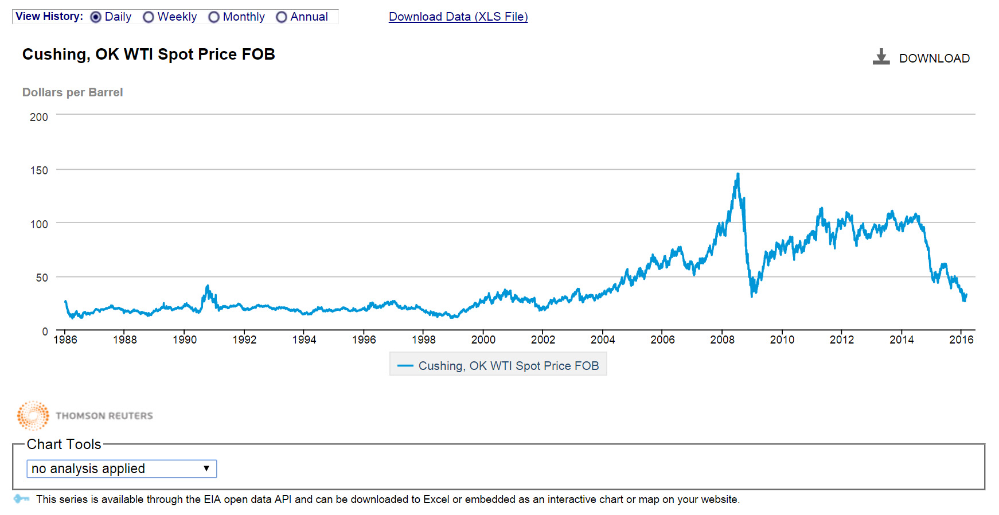 View History: Daily Weekly Monthly Annual Download Data (XLS File)
Cushing, OK WTI Spot Price FOB
DOWNLOAD
Dollars per Barrel
200
150
100
50
0
1986 1988 1990 1992 1994 1996 1998 2000 2002 2004 2006 2008 2010 2012 2014 2016
Cushing, OK WTI Spot Price FOB
THOMSON REUTERS
Chart Tools
no analysis applied
This series is available through the EIA open data API and can be downloaded to Excel or embedded as an interactive chart or map on your website.